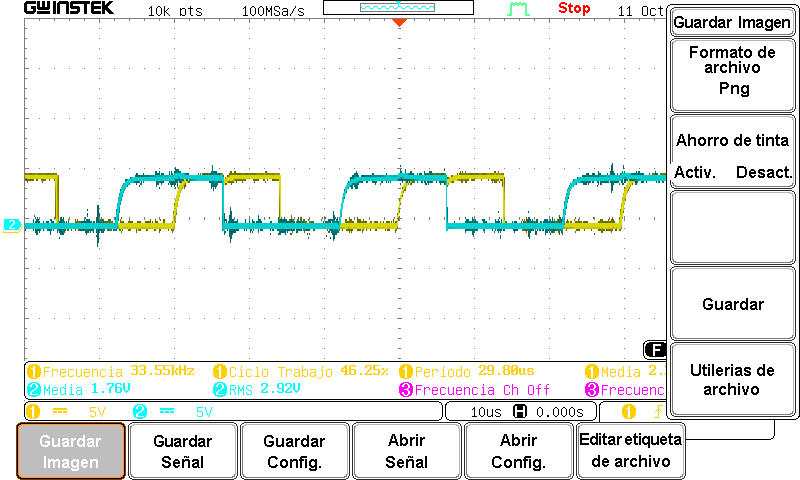 GWINSTEK 10k pts 100MSa/s Stop 11 Oct
Guardar Imagen
Formato de
archivo
Png
Ahorro de tinta
Activ. Desact.
Guardar
Utilerias de
archivo
2
F
1 Frecuencia 33.55kHz 1 Ciclo Trabajo 46.25% 1 Periodo 29.80us 1 Media 2.
2 Media 1.76V 2 RMS 2.92V 3 Frecuencia Ch Off 3 Frecuenc
1 5V 2 5V 10us H 0.000s 1
Guardar
Imagen
Guardar
Señal
Guardar
Config.
Abrir
Señal
Abrir
Config.
Editar etiqueta
de archivo